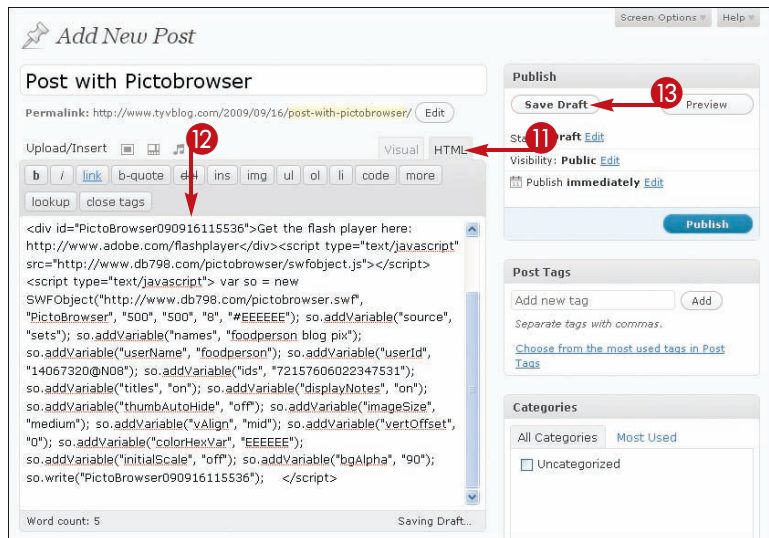 Screen Options
Help
Add New Post
Post with Pictobrowser
Permalink: http://www.tyvblog.com/2009/09/16/post-with-pictobrowser/ Edit
Upload/Insert
12
Visual
HTML
11
b i link b-quote del ins img ul ol li code more
lookup close tags
<div id="PictoBrowser090916115536">Get the flash player here:
http://www.adobe.com/flashplayer</div><script type="text/javascript"
src="http://www.db798.com/pictobrowser/swfobject.js"></script>
<script type="text/javascript"> var so = new
SWFObject("http://www.db798.com/pictobrowser.swf",
"PictoBrowser", "500", "500", "8", "#EEEEEE"); so.addVariable("source",
"sets"); so.addVariable("names", "foodperson blog pix");
so.addVariable("userName", "foodperson"); so.addVariable("userId",
"14067320@N08"); so.addVariable("ids", "72157606022347531");
so.addVariable("titles", "on"); so.addVariable("displayNotes", "on");
so.addVariable("thumbAutoHide", "off"); so.addVariable("imageSize",
"medium"); so.addVariable("vAlign", "mid"); so.addVariable("vertOffset",
"0"); so.addVariable("colorHexVar", "EEEEEE");
so.addVariable("initialScale", "off"); so.addVariable("bgAlpha", "90");
so.write("PictoBrowser090916115536"); </script>
Word count: 5
Saving Draft...
Publish
Save Draft
13
Preview
Draft Edit
Visibility: Public Edit
Publish immediately Edit
Publish
Post Tags
Add new tag
Add
Separate tags with commas.
Choose from the most used tags in Post
Tags
Categories
All Categories
Most Used
Uncategorized